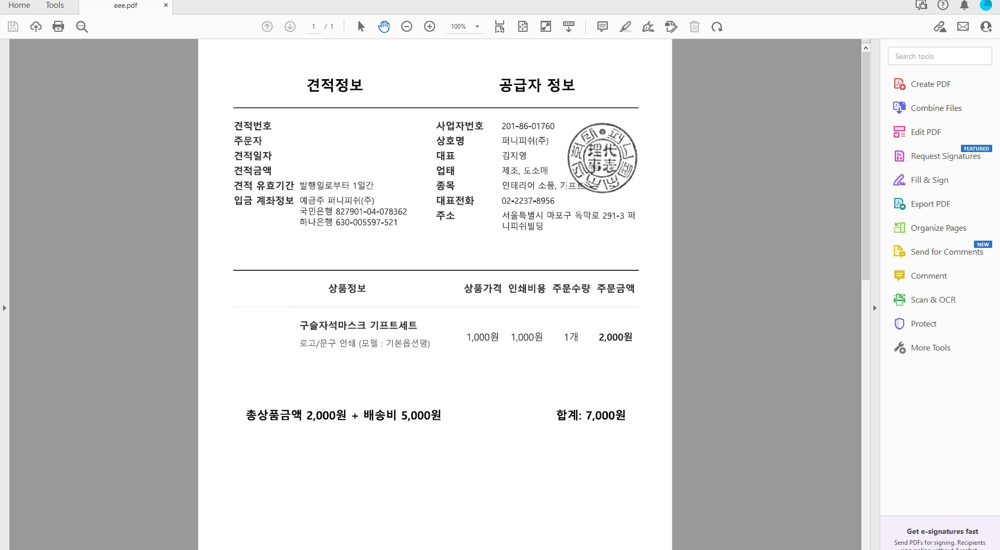 Home Tools eee.pdf ×
1 / 1 100%
Search tools
Create PDF
Combine Files
Edit PDF
FEATURED
Request Signatures
Fill & Sign
Export PDF
Organize Pages
NEW
Send for Comments
Comment
Scan & OCR
Protect
More Tools
Get e-signatures fast
Send PDFs for signing. Recipients
sign online without Acrobat
견적정보
견적번호
주문자
견적일자
견적금액
견적 유효기간 발행일로부터 1일간
입금 계좌정보 예금주 퍼니피쉬(주)
국민은행 827901-04-078362
하나은행 630-005597-521
공급자 정보
사업자번호 201-86-01760
상호명 퍼니피쉬(주)
대표 김지영
업태 제조, 도소매
종목 인테리어 소품, 기프트
대표전화 02-2237-8956
주소 서울특별시 마포구 독막로 291-3 퍼
니피쉬빌딩
상품정보 상품가격 인쇄비용 주문수량 주문금액
구슬자석마스크 기프트세트
로고/문구 인쇄 (모델 : 기본옵션명)
1,000원 1,000원 1개 2,000원
총상품금액 2,000원 + 배송비 5,000원 합계: 7,000원